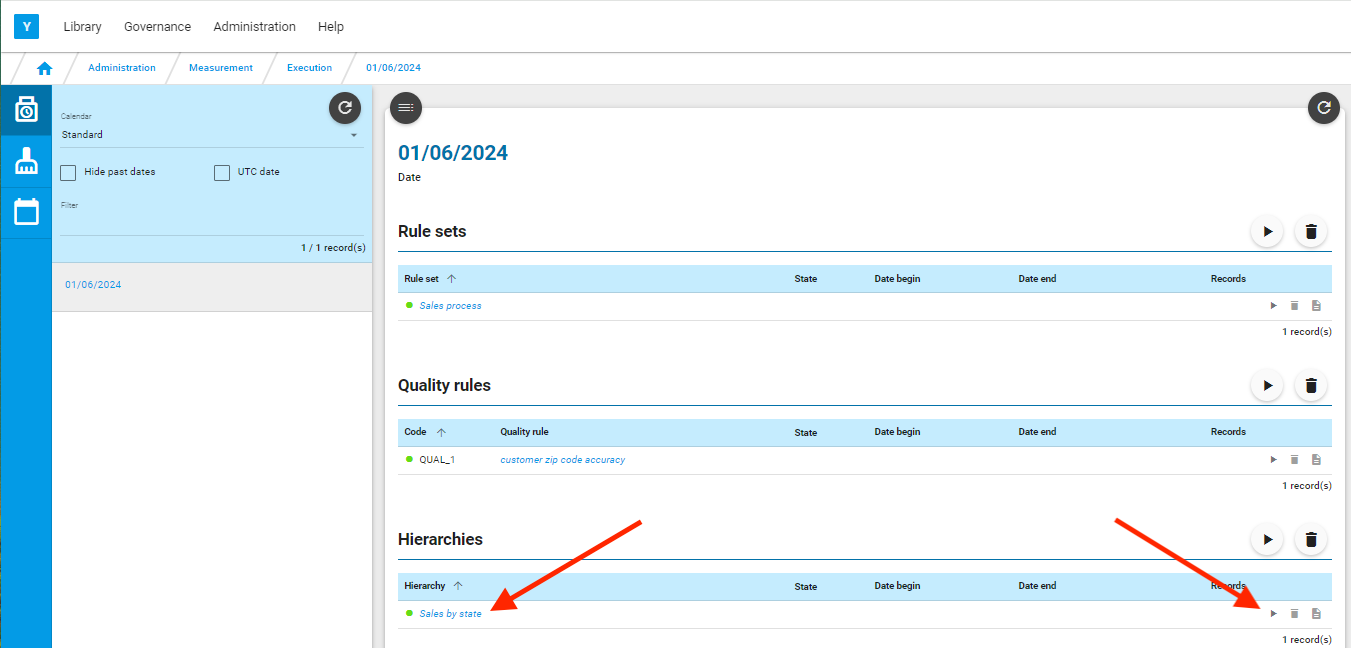 Y Library Governance Administration Help
Administration Measurement Execution 01/06/2024
Calendar
Standard
Hide past dates UTC date
Filter
1 / 1 record(s)
01/06/2024
01/06/2024
Date
Rule sets
Rule set State Date begin Date end Records
Sales process
1 record(s)
Quality rules
Code Quality rule State Date begin Date end Records
QUAL_1 customer zip code accuracy
1 record(s)
Hierarchies
Hierarchy State Date begin Date end Records
Sales by state
1 record(s)